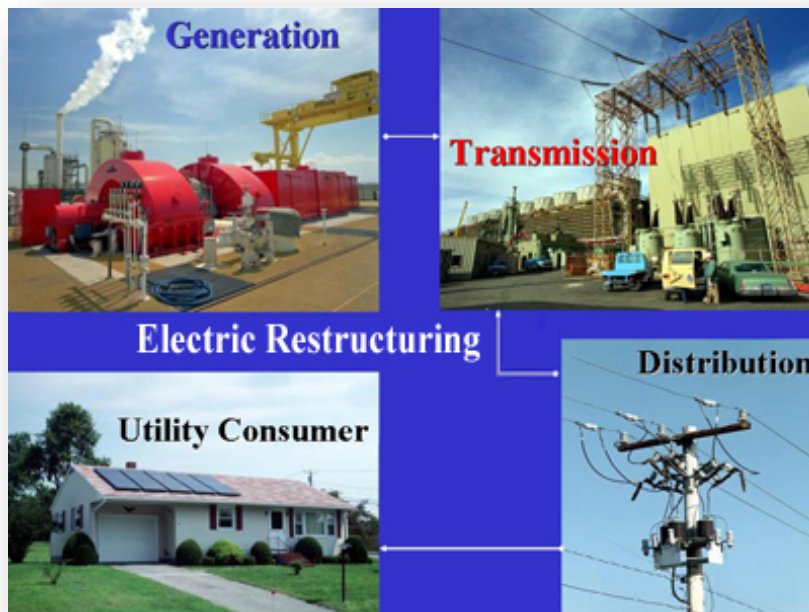 Generation
Transmission
Electric Restructuring
Distribution
Utility Consumer